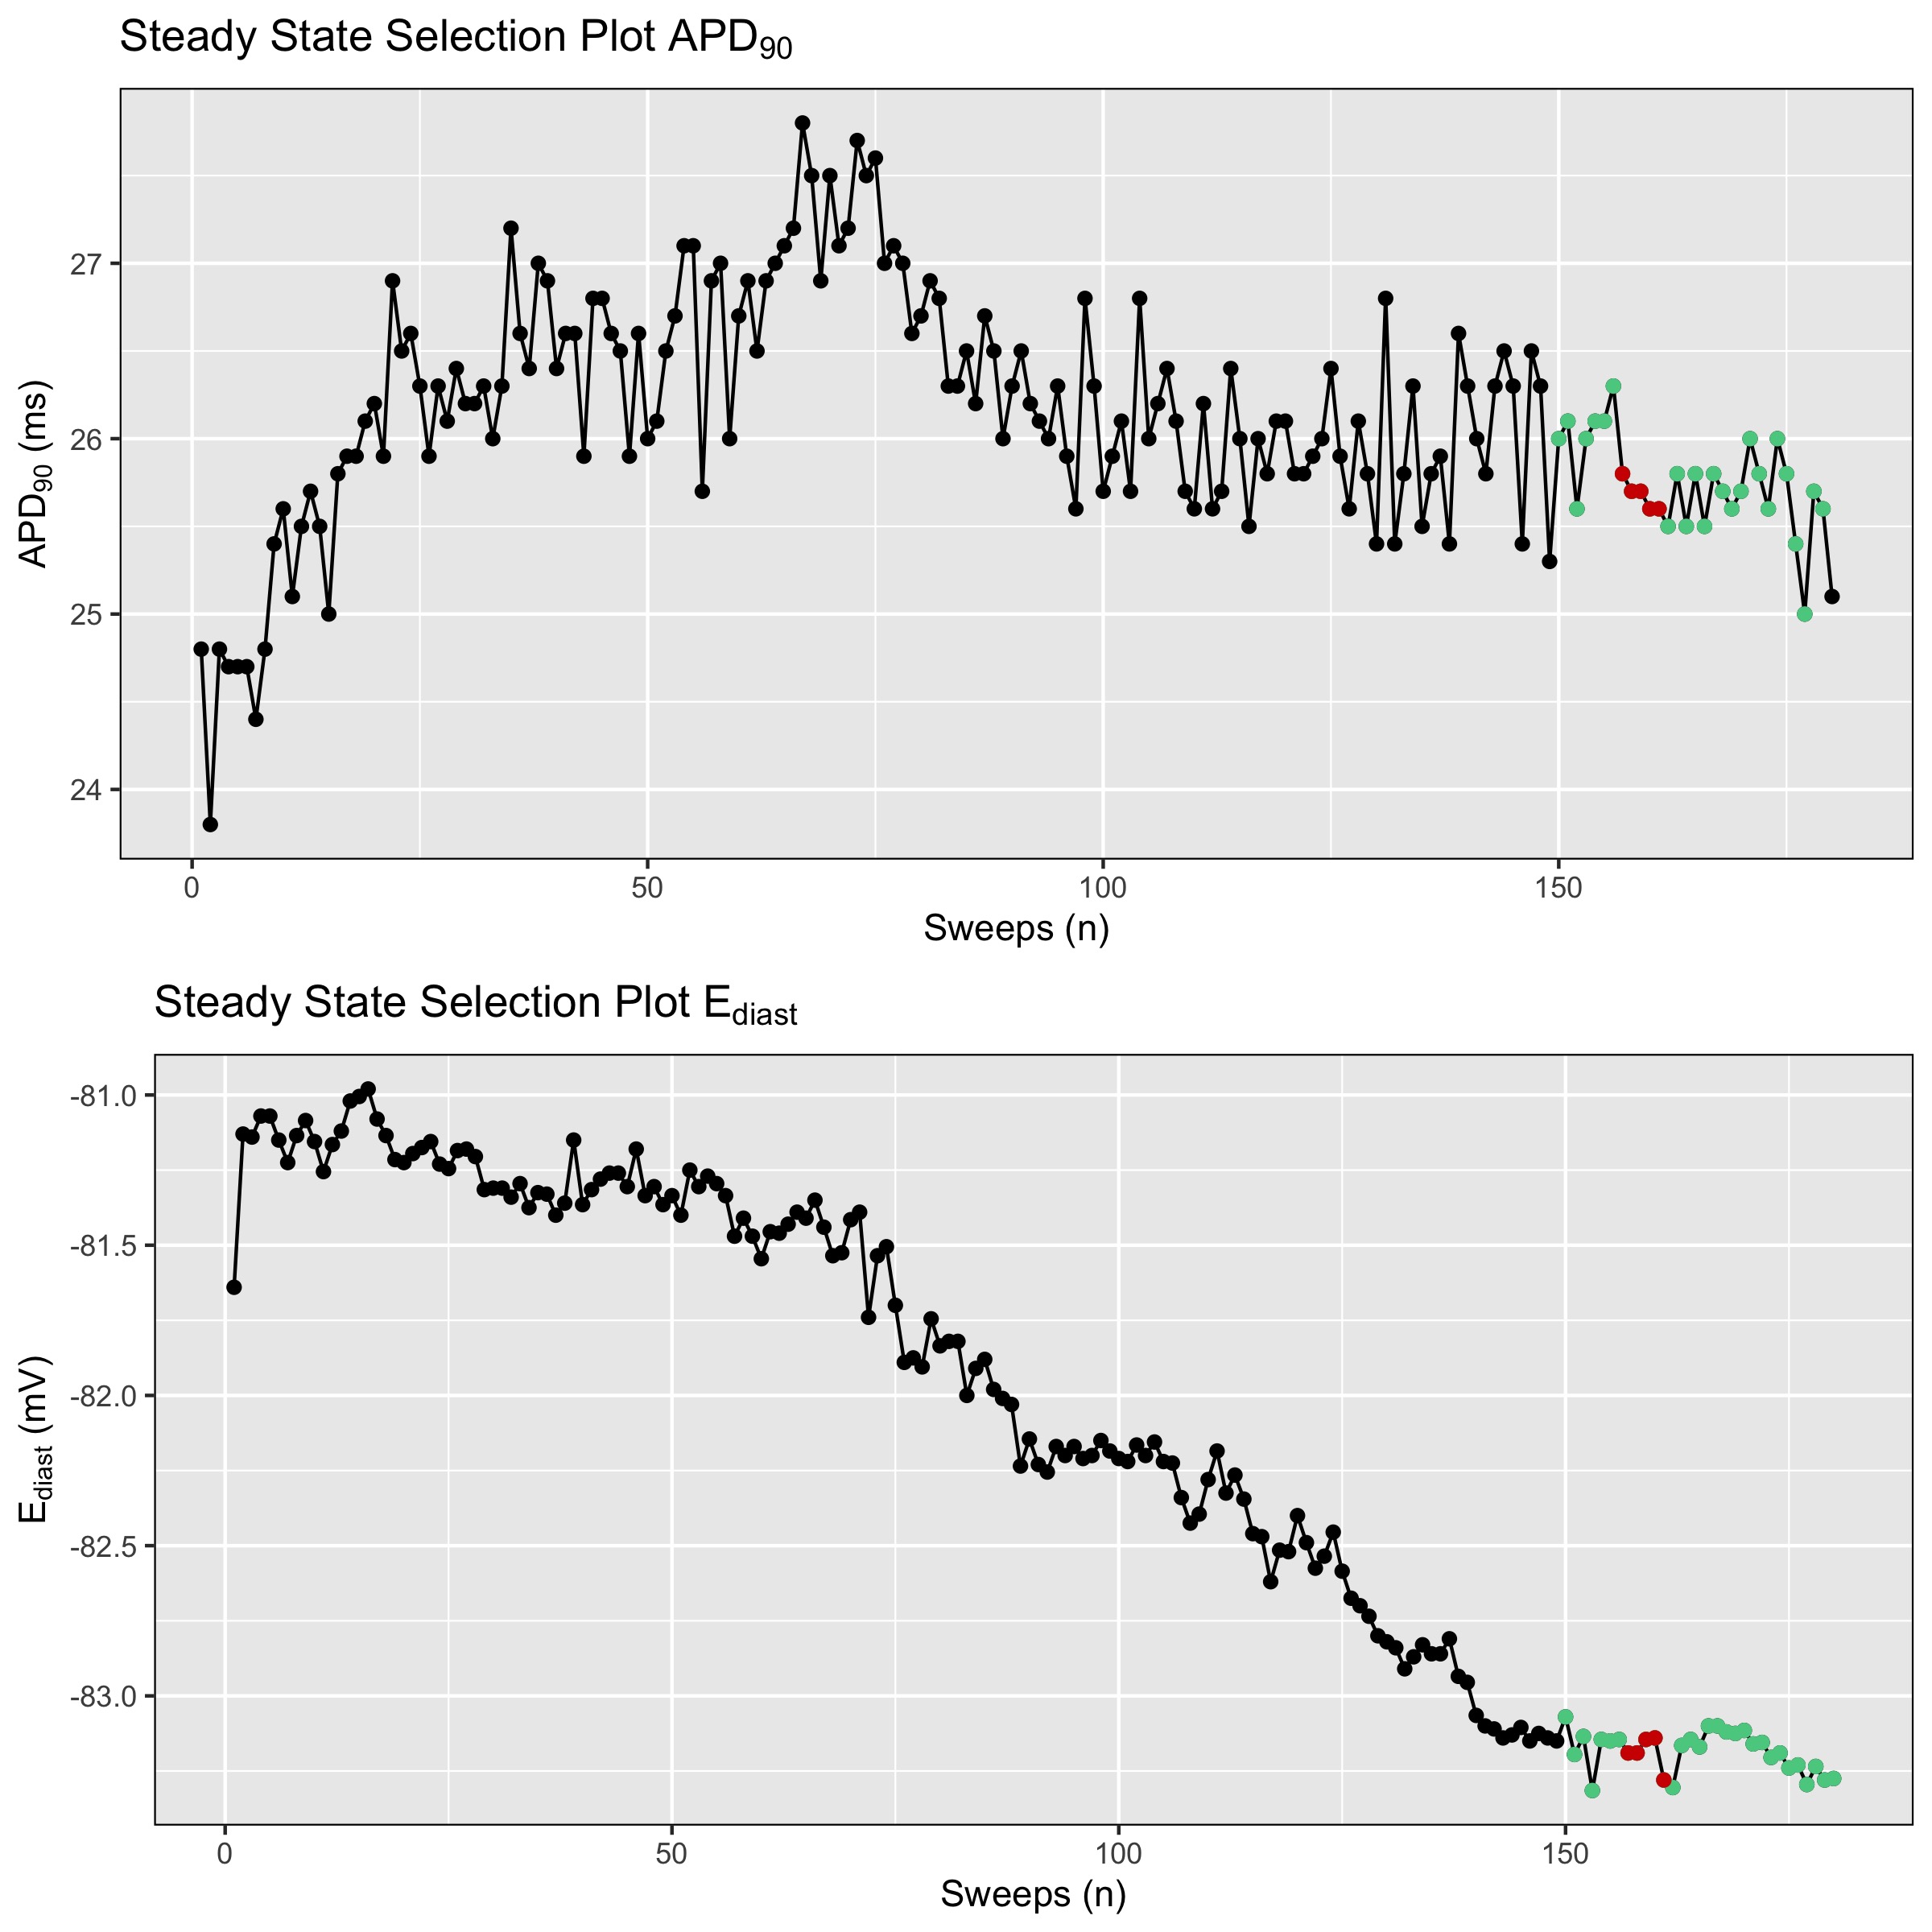 Steady State Selection Plot APD90
27
26
25
24
APD90 (ms)
0 50 100 150
Sweeps (n)
Steady State Selection Plot Ediast
-81.0
-81.5
-82.0
-82.5
-83.0
Ediast (mV)
0 50 100 150
Sweeps (n)